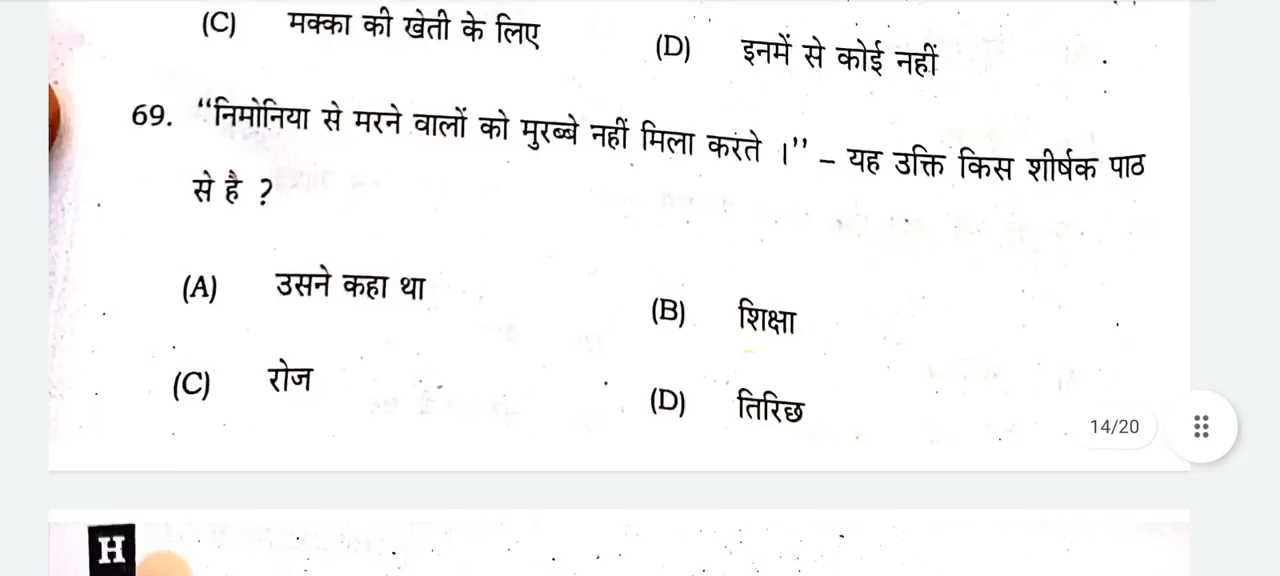 (C) मक्का की खेती के लिए (D) इनमें से कोई नहीं
69. “निमोनिया से मरने वालों को मुरब्बे नहीं मिला करते ।” – यह उक्ति किस शीर्षक पाठ
से है ?
(A) उसने कहा था (B) शिक्षा
(C) रोज (D) तिरिछ
14/20
H